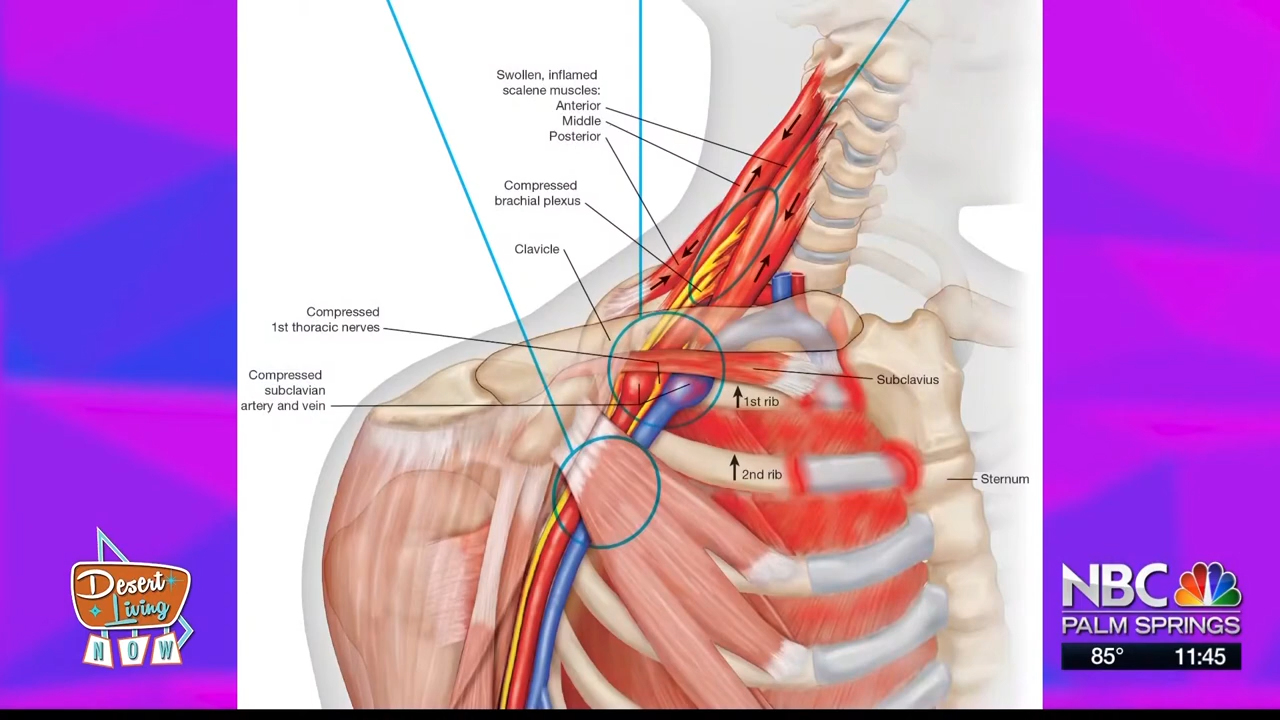 Swollen, inflamed
scalene muscles:
Anterior
Middle
Posterior
Compressed
brachial plexus
Clavicle
Compressed
1st thoracic nerves
Compressed
subclavian
artery and vein
Subclavius
1st rib
2nd rib
Sternum
Desert
Living
NOW
NBC
PALM SPRINGS
85° 11:45